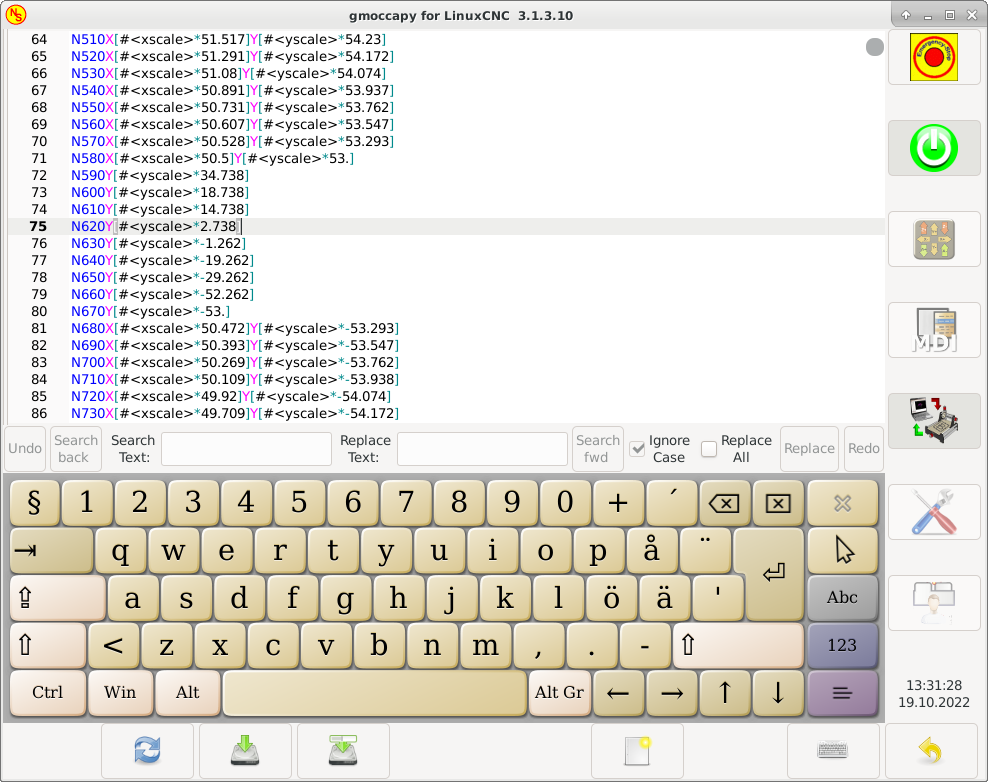 NS
gmoccapy for LinuxCNC 3.1.3.10
64 N510X[#<xscale>*51.517]Y[#<yscale>*54.23]
65 N520X[#<xscale>*51.291]Y[#<yscale>*54.172]
66 N530X[#<xscale>*51.08]Y[#<yscale>*54.074]
67 N540X[#<xscale>*50.891]Y[#<yscale>*53.937]
68 N550X[#<xscale>*50.731]Y[#<yscale>*53.762]
69 N560X[#<xscale>*50.607]Y[#<yscale>*53.547]
70 N570X[#<xscale>*50.528]Y[#<yscale>*53.293]
71 N580X[#<xscale>*50.5]Y[#<yscale>*53.]
72 N590Y[#<yscale>*34.738]
73 N600Y[#<yscale>*18.738]
74 N610Y[#<yscale>*14.738]
75 N620Y[#<yscale>*2.738]
76 N630Y[#<yscale>*-1.262]
77 N640Y[#<yscale>*-19.262]
78 N650Y[#<yscale>*-29.262]
79 N660Y[#<yscale>*-52.262]
80 N670Y[#<yscale>*-53.]
81 N680X[#<xscale>*50.472]Y[#<yscale>*-53.293]
82 N690X[#<xscale>*50.393]Y[#<yscale>*-53.547]
83 N700X[#<xscale>*50.269]Y[#<yscale>*-53.762]
84 N710X[#<xscale>*50.109]Y[#<yscale>*-53.938]
85 N720X[#<xscale>*49.92]Y[#<yscale>*-54.074]
86 N730X[#<xscale>*49.709]Y[#<yscale>*-54.172]
Emergency-Stop
MDI
Undo
Search
back
Search
Text:
Replace
Text:
Search
fwd
Ignore
Case
Replace
All
Replace
Redo
§ 1 2 3 4 5 6 7 8 9 0 + ´
q w e r t y u i o p å ¨
a s d f g h j k l ö ä ' Abc
< z x c v b n m , . - 123
Ctrl Win Alt Alt Gr ← → ↑ ↓
13:31:28
19.10.2022